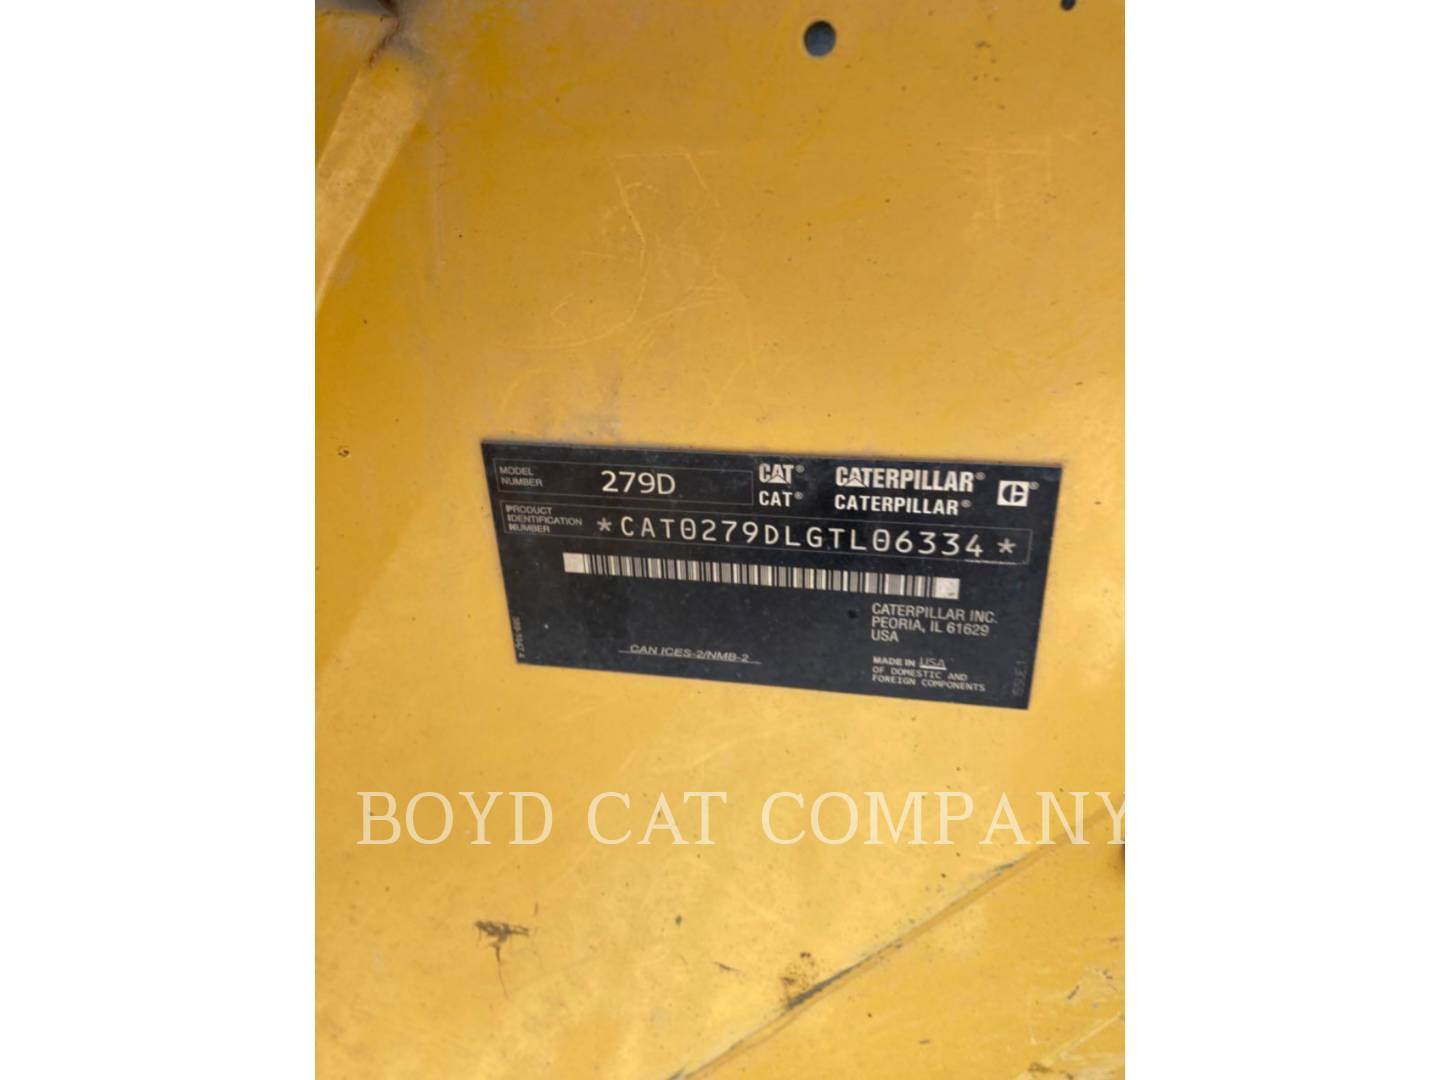 MODEL NUMBER 279D
CAT® CATERPILLAR®
CAT® CATERPILLAR®
PRODUCT IDENTIFICATION NUMBER *CAT0279DLGTL06334*
CATERPILLAR INC.
PEORIA, IL 61629
USA
CAN ICES-2/NMB-2
MADE IN USA
OF DOMESTIC AND
FOREIGN COMPONENTS
ISSUE1
BOYD CAT COMPANY